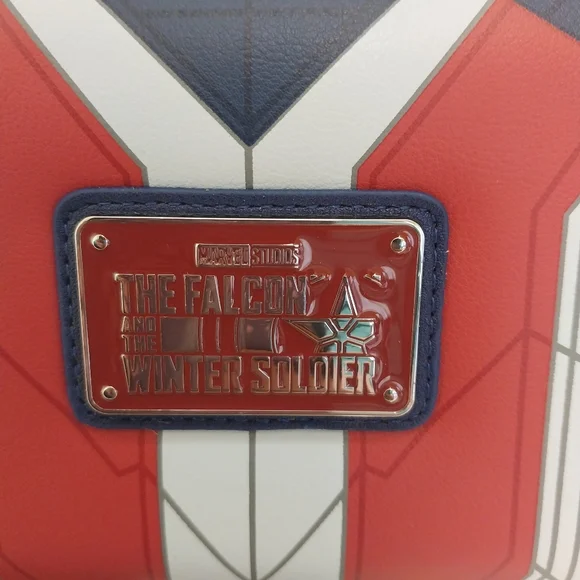 MARVEL STUDIOS
THE FALCON
AND
THE
WINTER SOLDIER